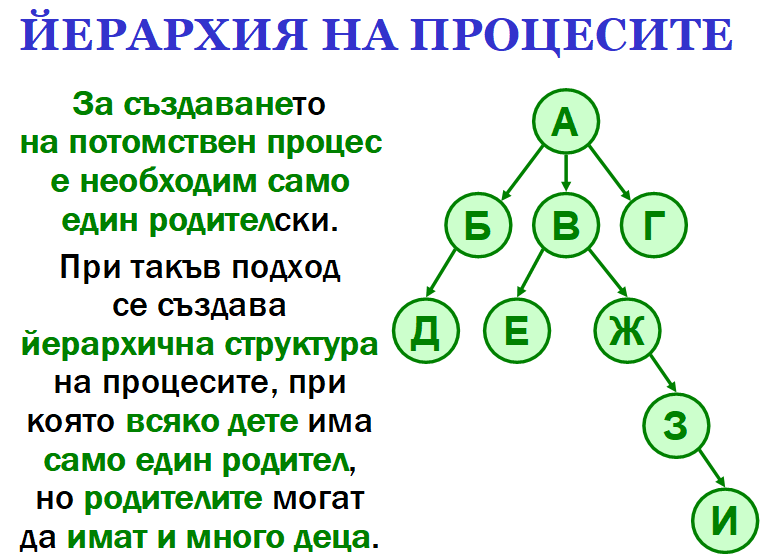 ЙЕРАРХИЯ НА ПРОЦЕСИТЕ
За създаването
на потомствен процес
е необходим само
един родителски.
При такъв подход
се създава
йерархична структура
на процесите, при
която всяко дете има
само един родител,
но родителите могат
да имат и много деца.
А
Б В Г
Д Е Ж
З
И